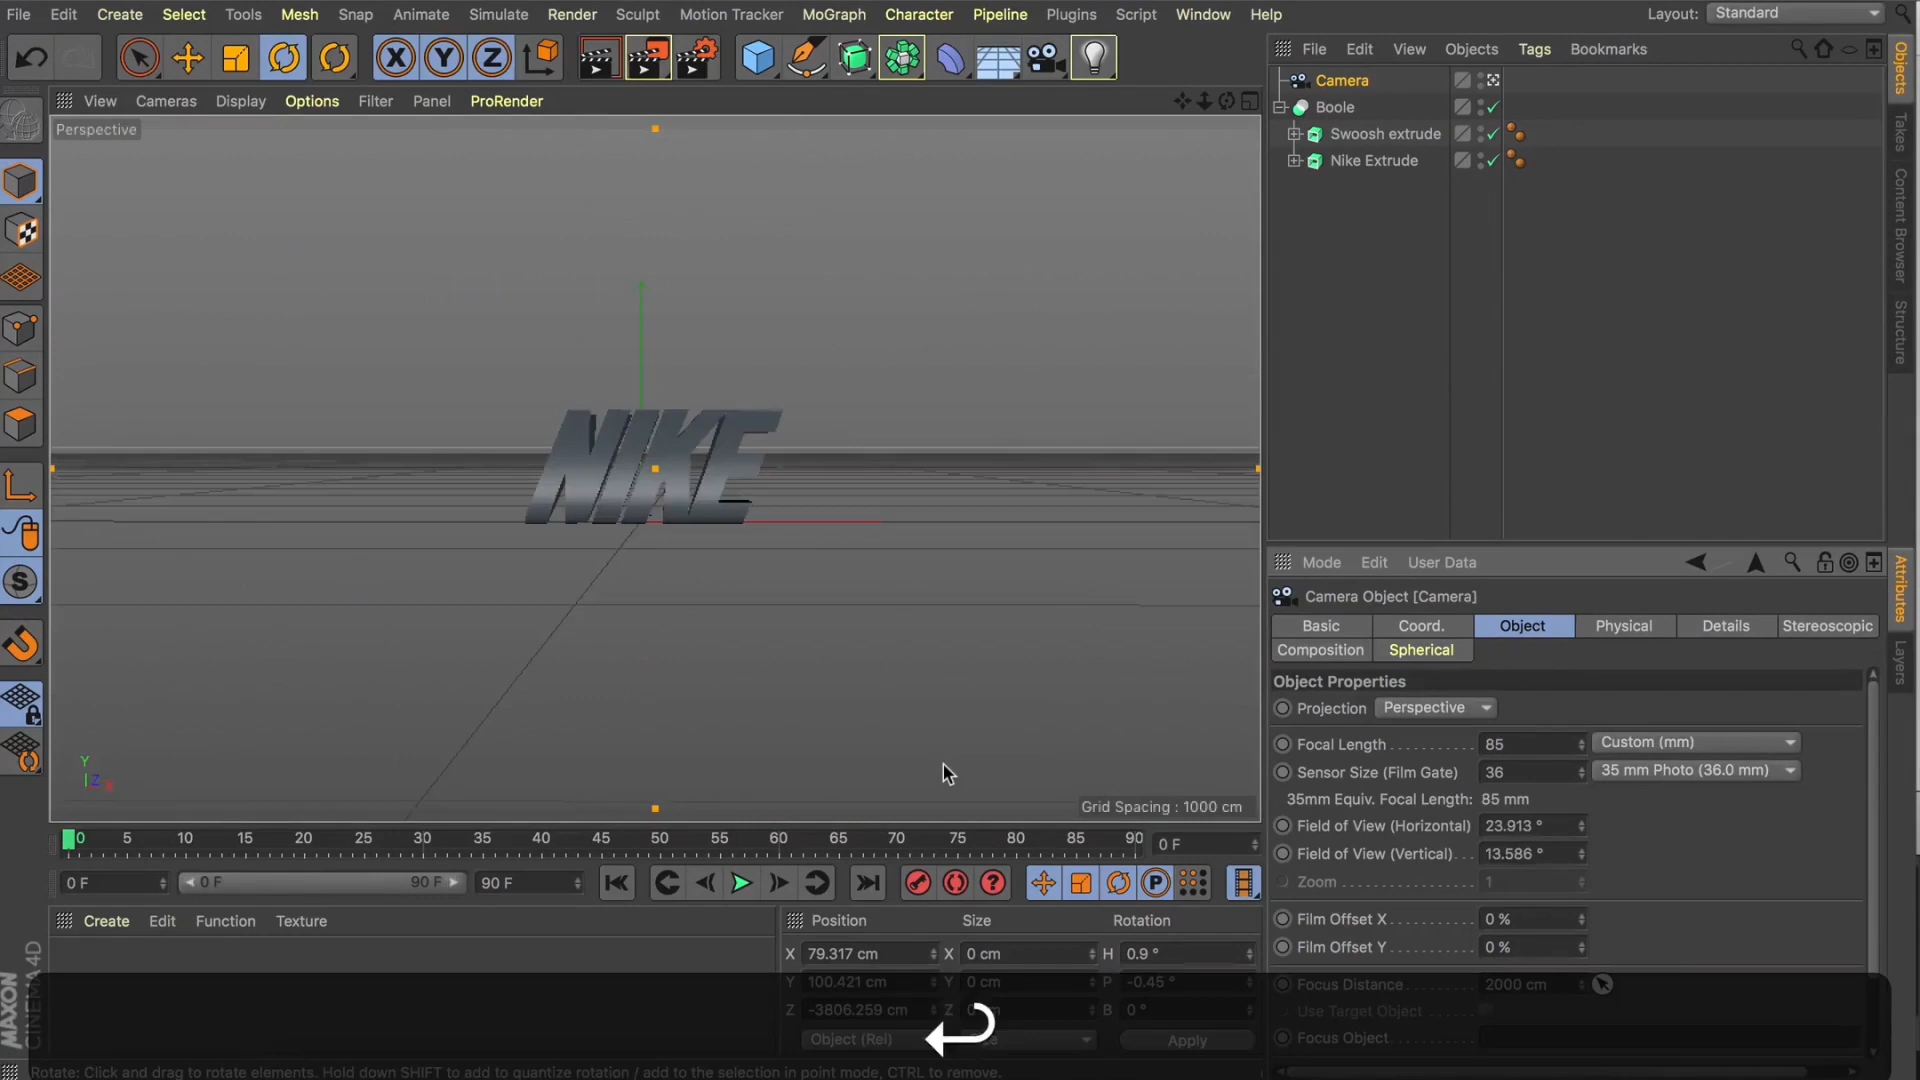 File Edit Create Select Tools Mesh Snap Animate Simulate Render Sculpt Motion Tracker MoGraph Character Pipeline Plugins Script Window Help Layout: Standard
X Y Z
File Edit View Objects Tags Bookmarks
View Cameras Display Options Filter Panel ProRender
Perspective
Camera
Boole
Swoosh extrude
Nike Extrude
Objects
Takes
Content Browser
Structure
NIKE
Y
Z
Grid Spacing : 1000 cm
S
Mode Edit User Data
Camera Object [Camera]
Basic Coord. Object Physical Details Stereoscopic
Composition Spherical
Attributes
Layers
Object Properties
Projection Perspective
Focal Length 85 Custom (mm)
Sensor Size (Film Gate) 36 35 mm Photo (36.0 mm)
35mm Equiv. Focal Length: 85 mm
Field of View (Horizontal) 23.913 °
Field of View (Vertical) 13.586 °
Zoom 1
Film Offset X 0 %
Film Offset Y 0 %
Focus Distance 2000 cm
Use Target Object
Focus Object
0 5 10 15 20 25 30 35 40 45 50 55 60 65 70 75 80 85 90 0 F
0 F 0 F 90 F 90 F ? P
Create Edit Function Texture
Position Size Rotation
X 79.317 cm X 0 cm H 0.9 °
Y 100.421 cm Y 0 cm P -0.45 °
Z -3806.259 cm Z B 0 °
Object (Rel) Apply
MAXON
CINEMA4D
Rotate: Click and drag to rotate elements. Hold down SHIFT to add to quantize rotation / add to the selection in point mode, CTRL to remove.